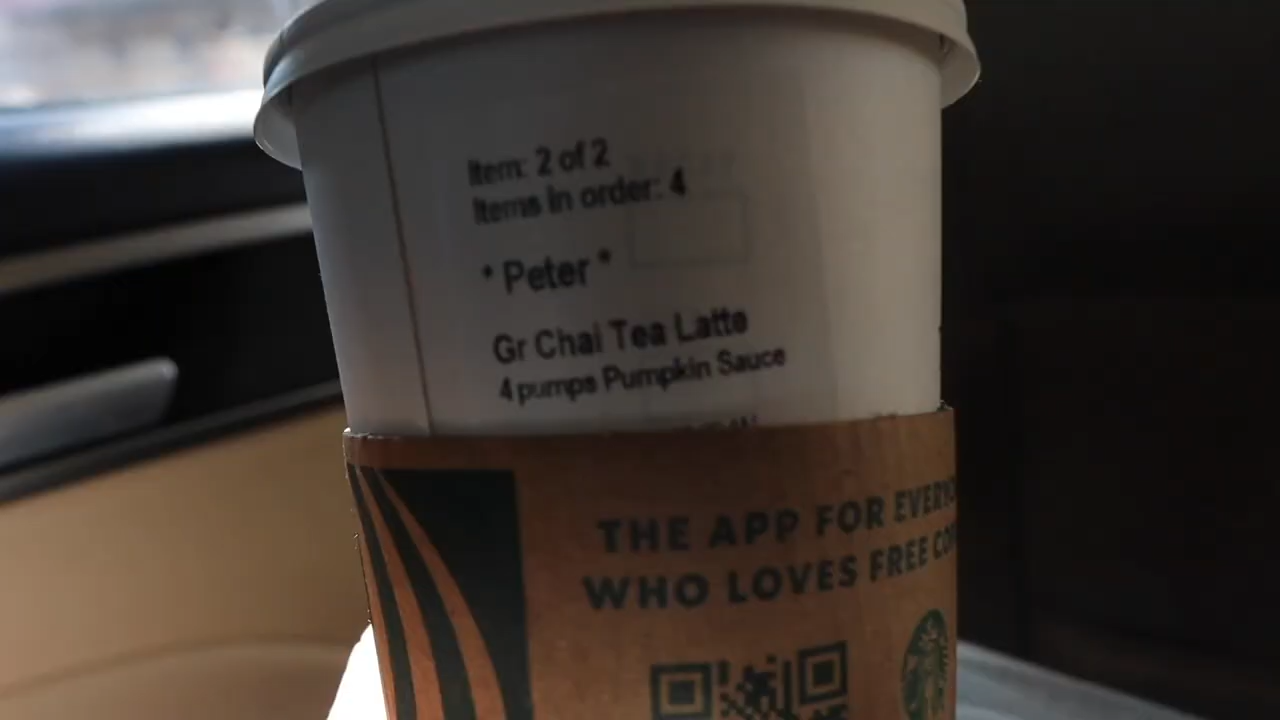 Item: 2 of 2
Items in order: 4
* Peter *
Gr Chai Tea Latte
4 pumps Pumpkin Sauce
THE APP FOR EVERYO
WHO LOVES FREE CO